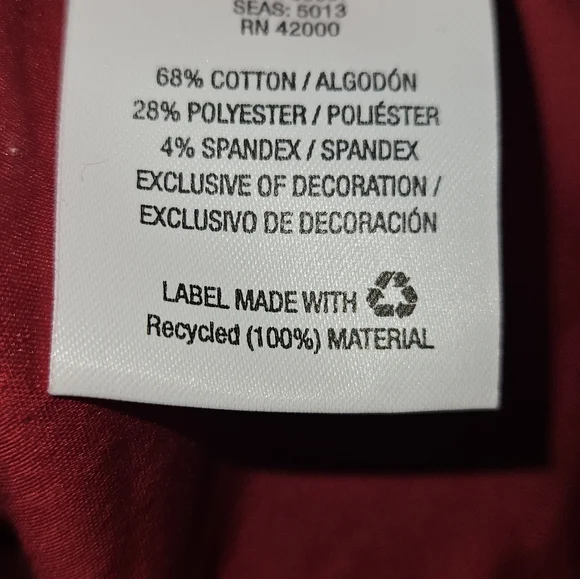 SEAS: 5013
RN 42000
68% COTTON / ALGODÓN
28% POLYESTER / POLIÉSTER
4% SPANDEX / SPANDEX
EXCLUSIVE OF DECORATION /
EXCLUSIVO DE DECORACIÓN
LABEL MADE WITH
Recycled (100%) MATERIAL